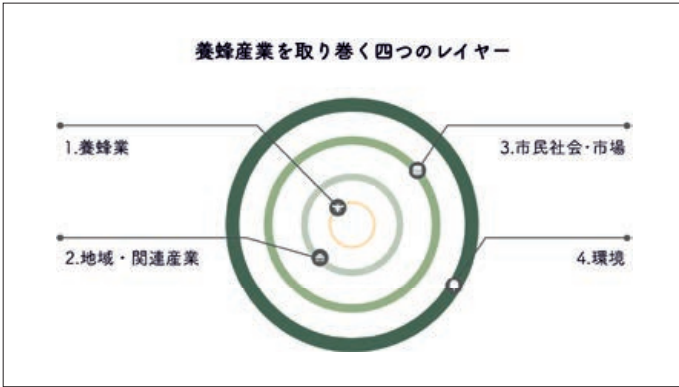 養蜂産業を取り巻く四つのレイヤー
1.養蜂業
3.市民社会・市場
2.地域・関連産業
4.環境